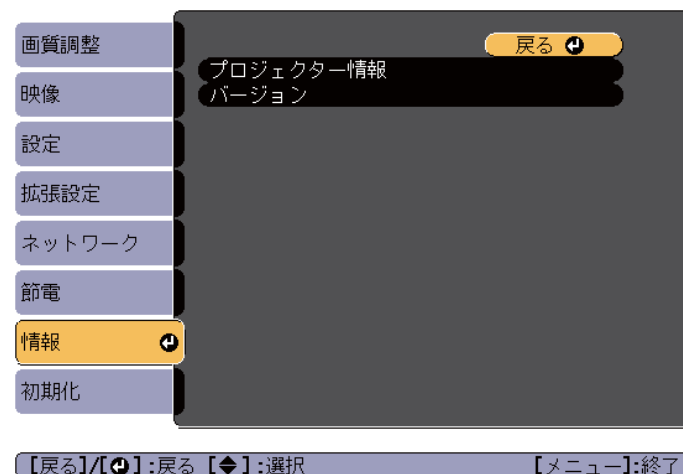 画質調整
映像
設定
拡張設定
ネットワーク
節電
情報
初期化
戻る
プロジェクター情報
バージョン
[戻る]/[ ]:戻る [ ]:選択 [メニュー]:終了